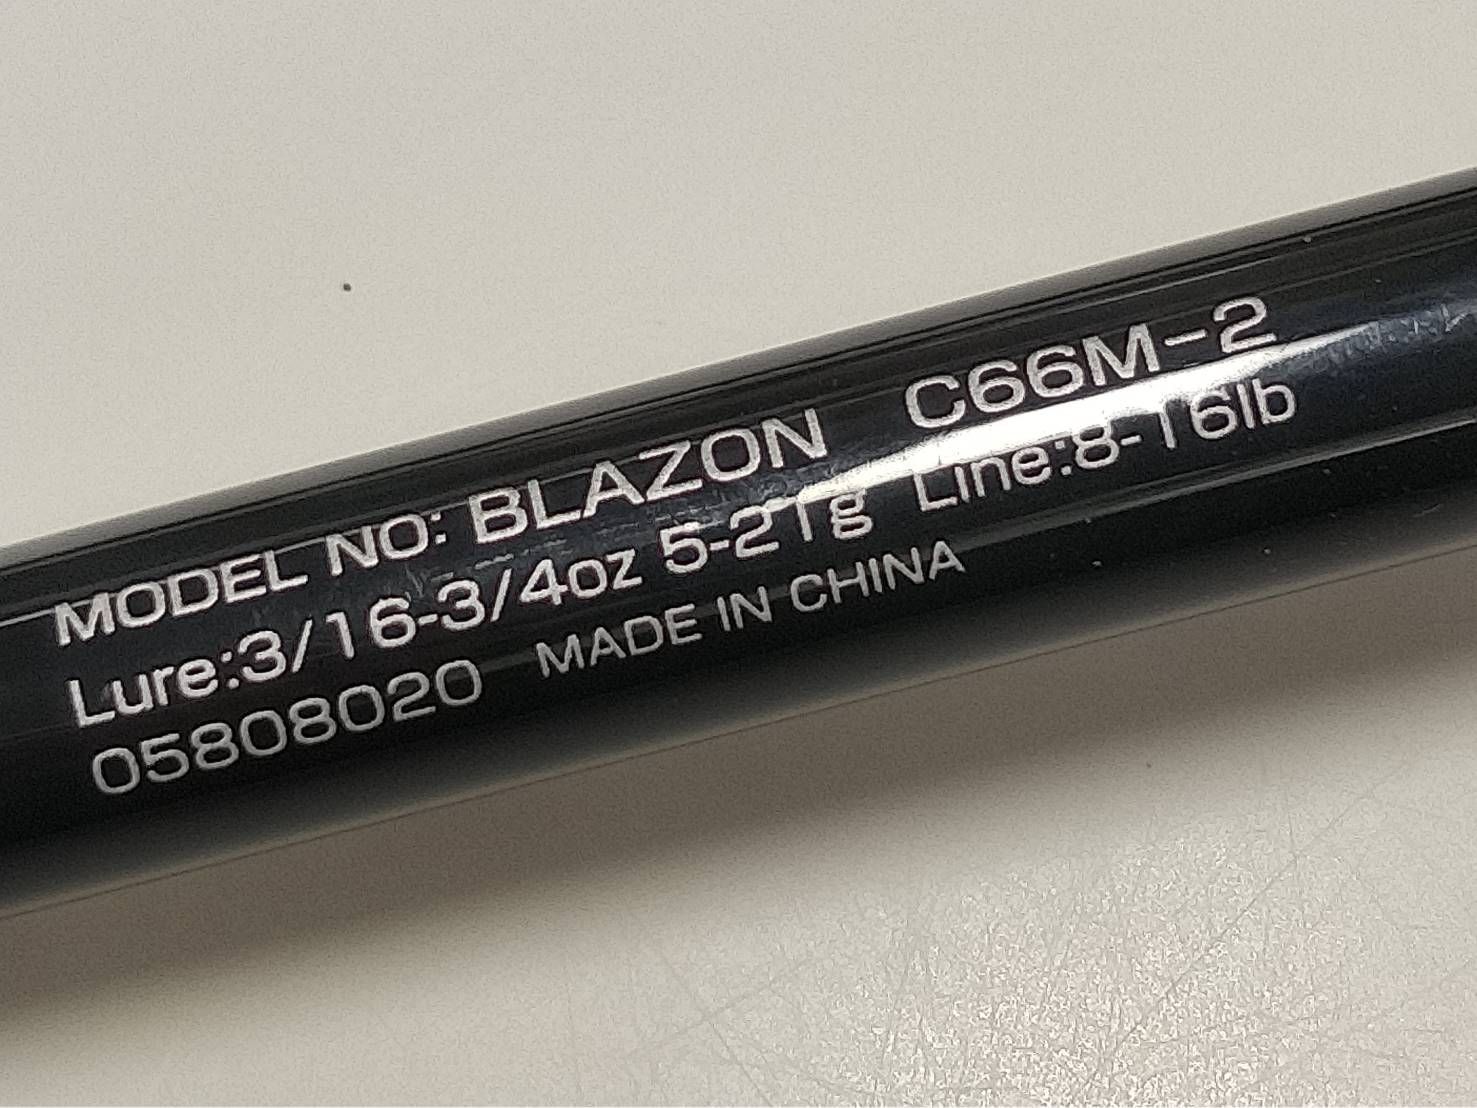 MODEL NO: BLAZON C66M-2
Lure:3/16-3/4oz 5-21g Line:8-16lb
05808020 MADE IN CHINA